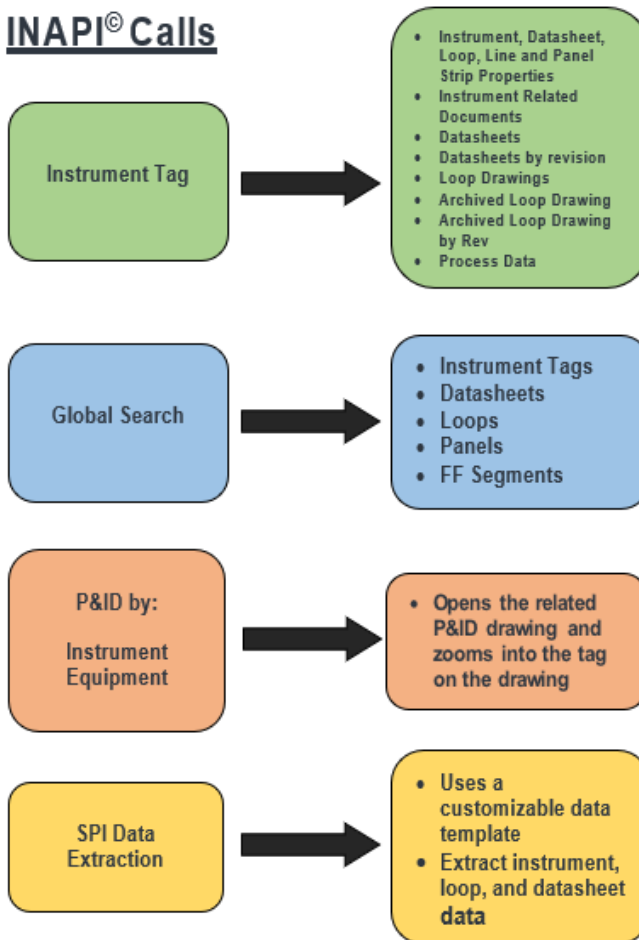 INAPI© Calls
Instrument Tag
• Instrument, Datasheet,
Loop, Line and Panel
Strip Properties
• Instrument Related
Documents
• Datasheets
• Datasheets by revision
• Loop Drawings
• Archived Loop Drawing
• Archived Loop Drawing
by Rev
• Process Data
Global Search
• Instrument Tags
• Datasheets
• Loops
• Panels
• FF Segments
P&ID by:
Instrument
Equipment
• Opens the related
P&ID drawing and
zooms into the tag
on the drawing
SPI Data
Extraction
• Uses a
customizable data
template
• Extract instrument,
loop, and datasheet
data